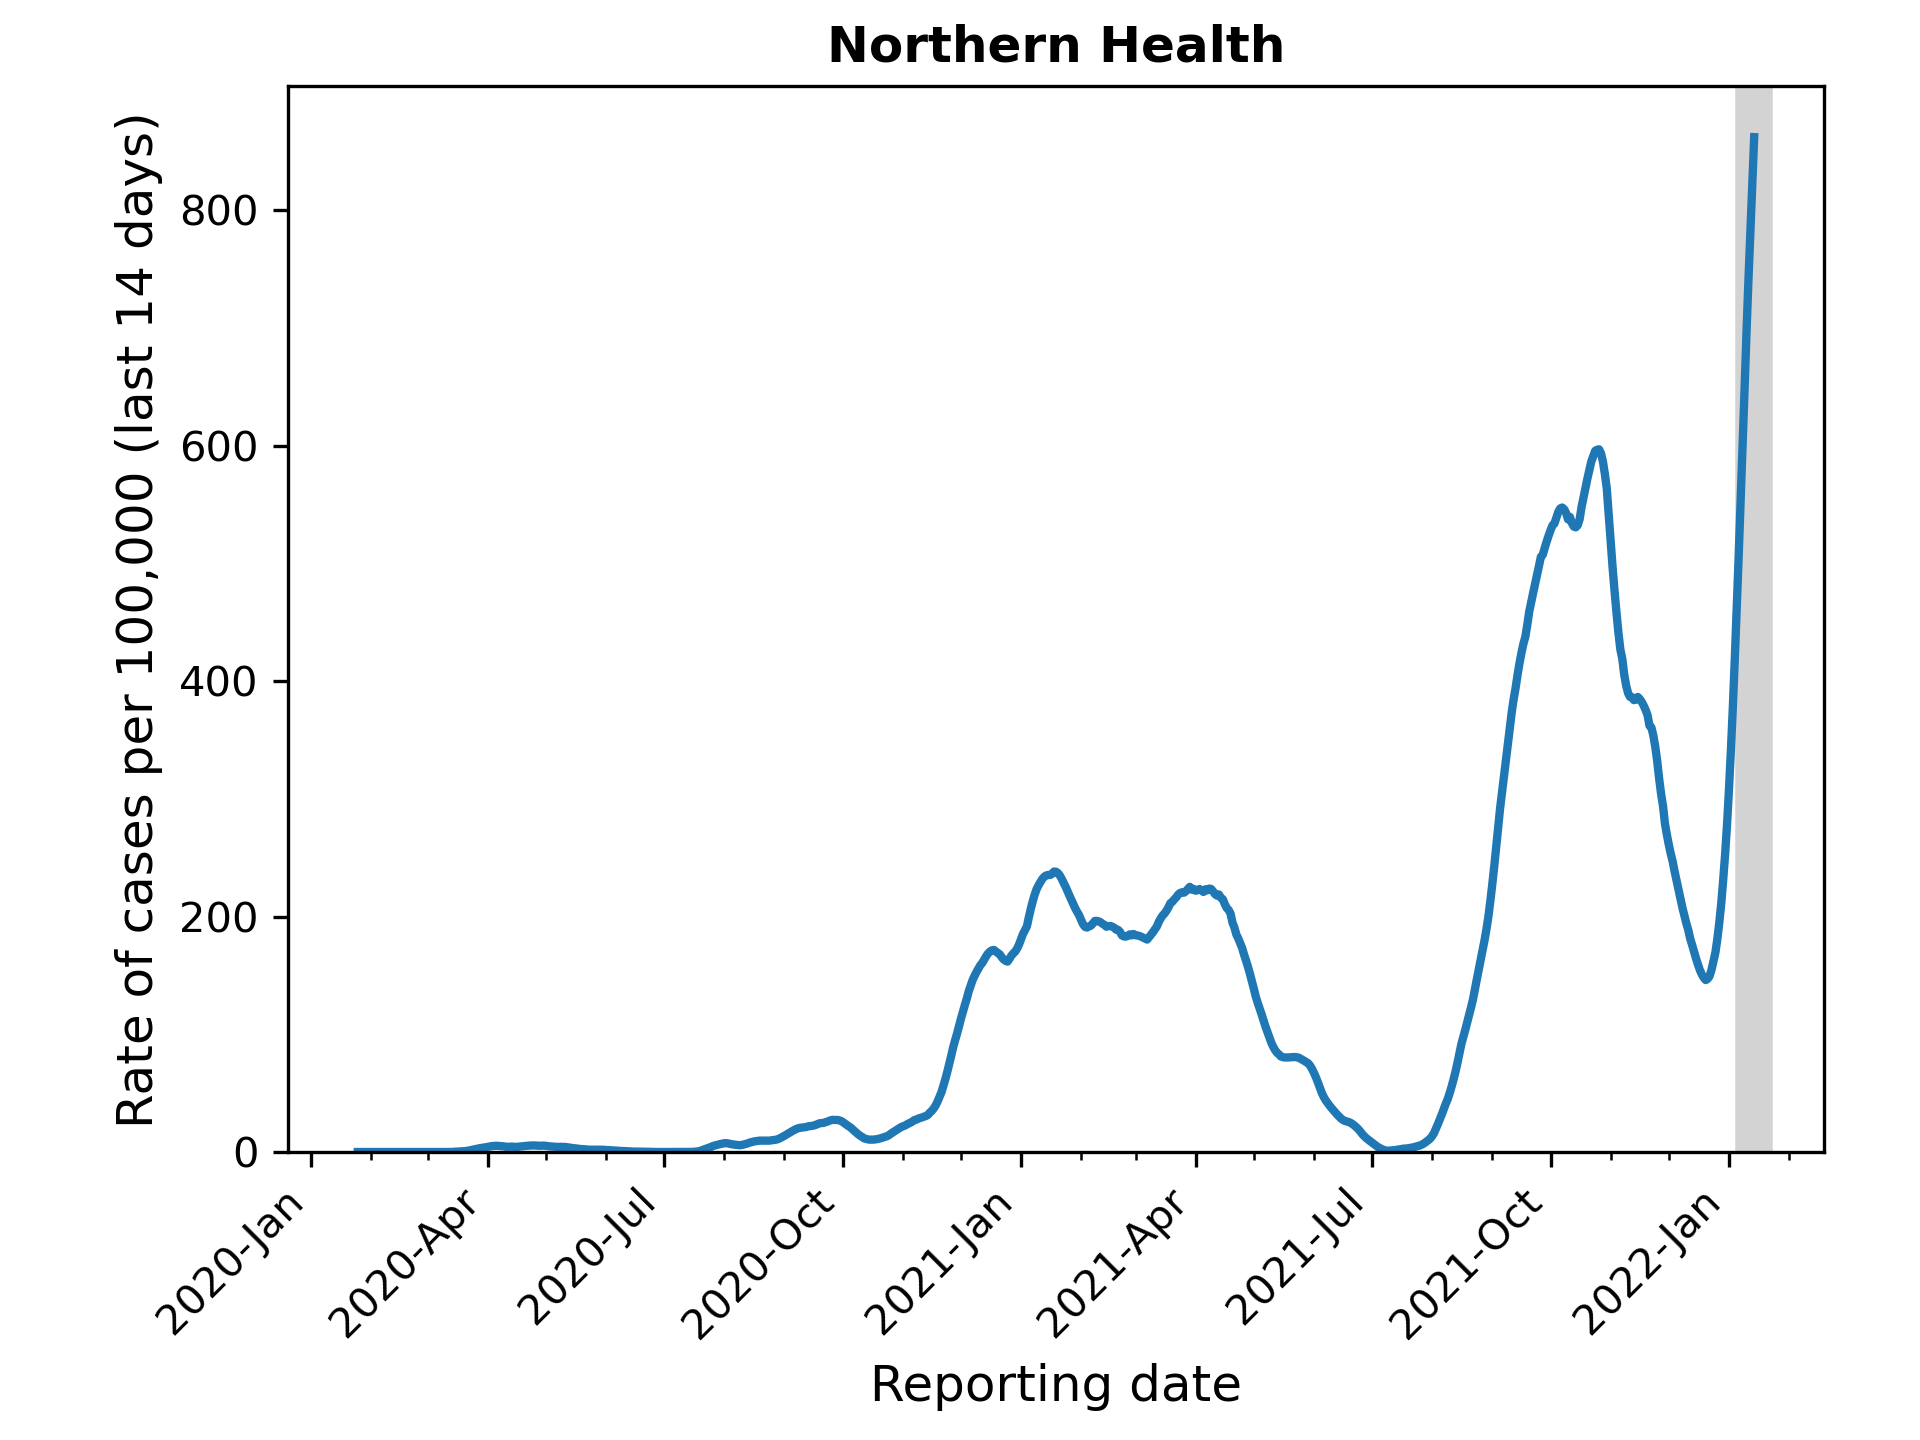 Northern Health
Rate of cases per 100,000 (last 14 days)
800
600
400
200
0
2020-Jan
2020-Apr
2020-Jul
2020-Oct
2021-Jan
2021-Apr
2021-Jul
2021-Oct
2022-Jan
Reporting date